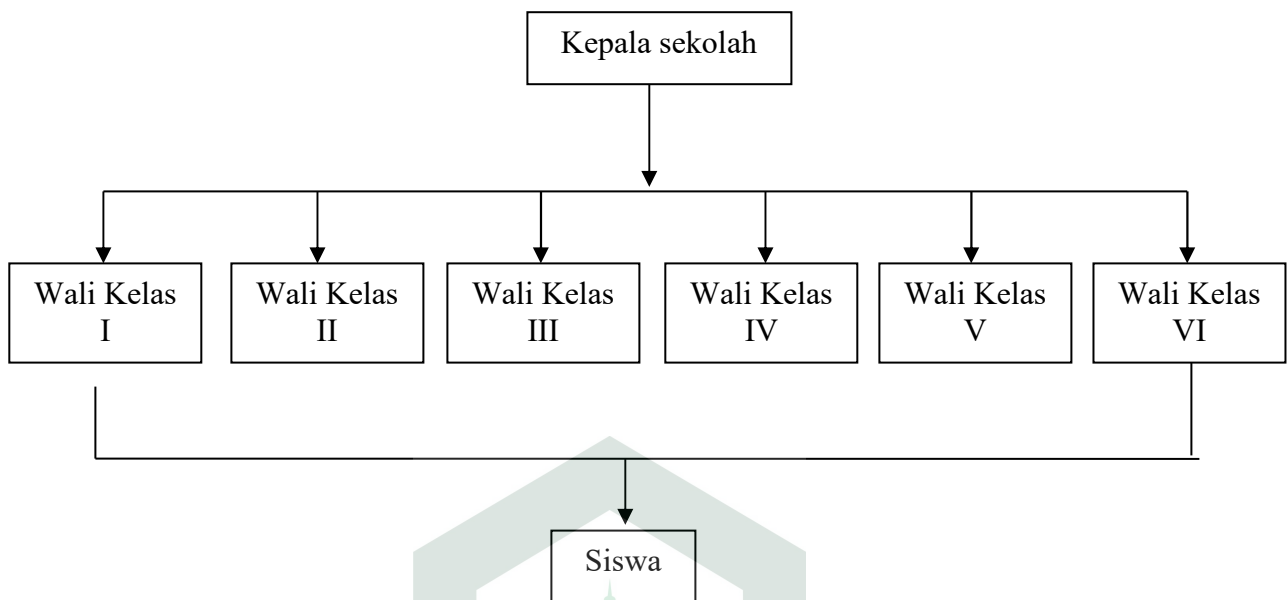 Kepala sekolah
Wali Kelas
I
Wali Kelas
II
Wali Kelas
III
Wali Kelas
IV
Wali Kelas
V
Wali Kelas
VI
Siswa